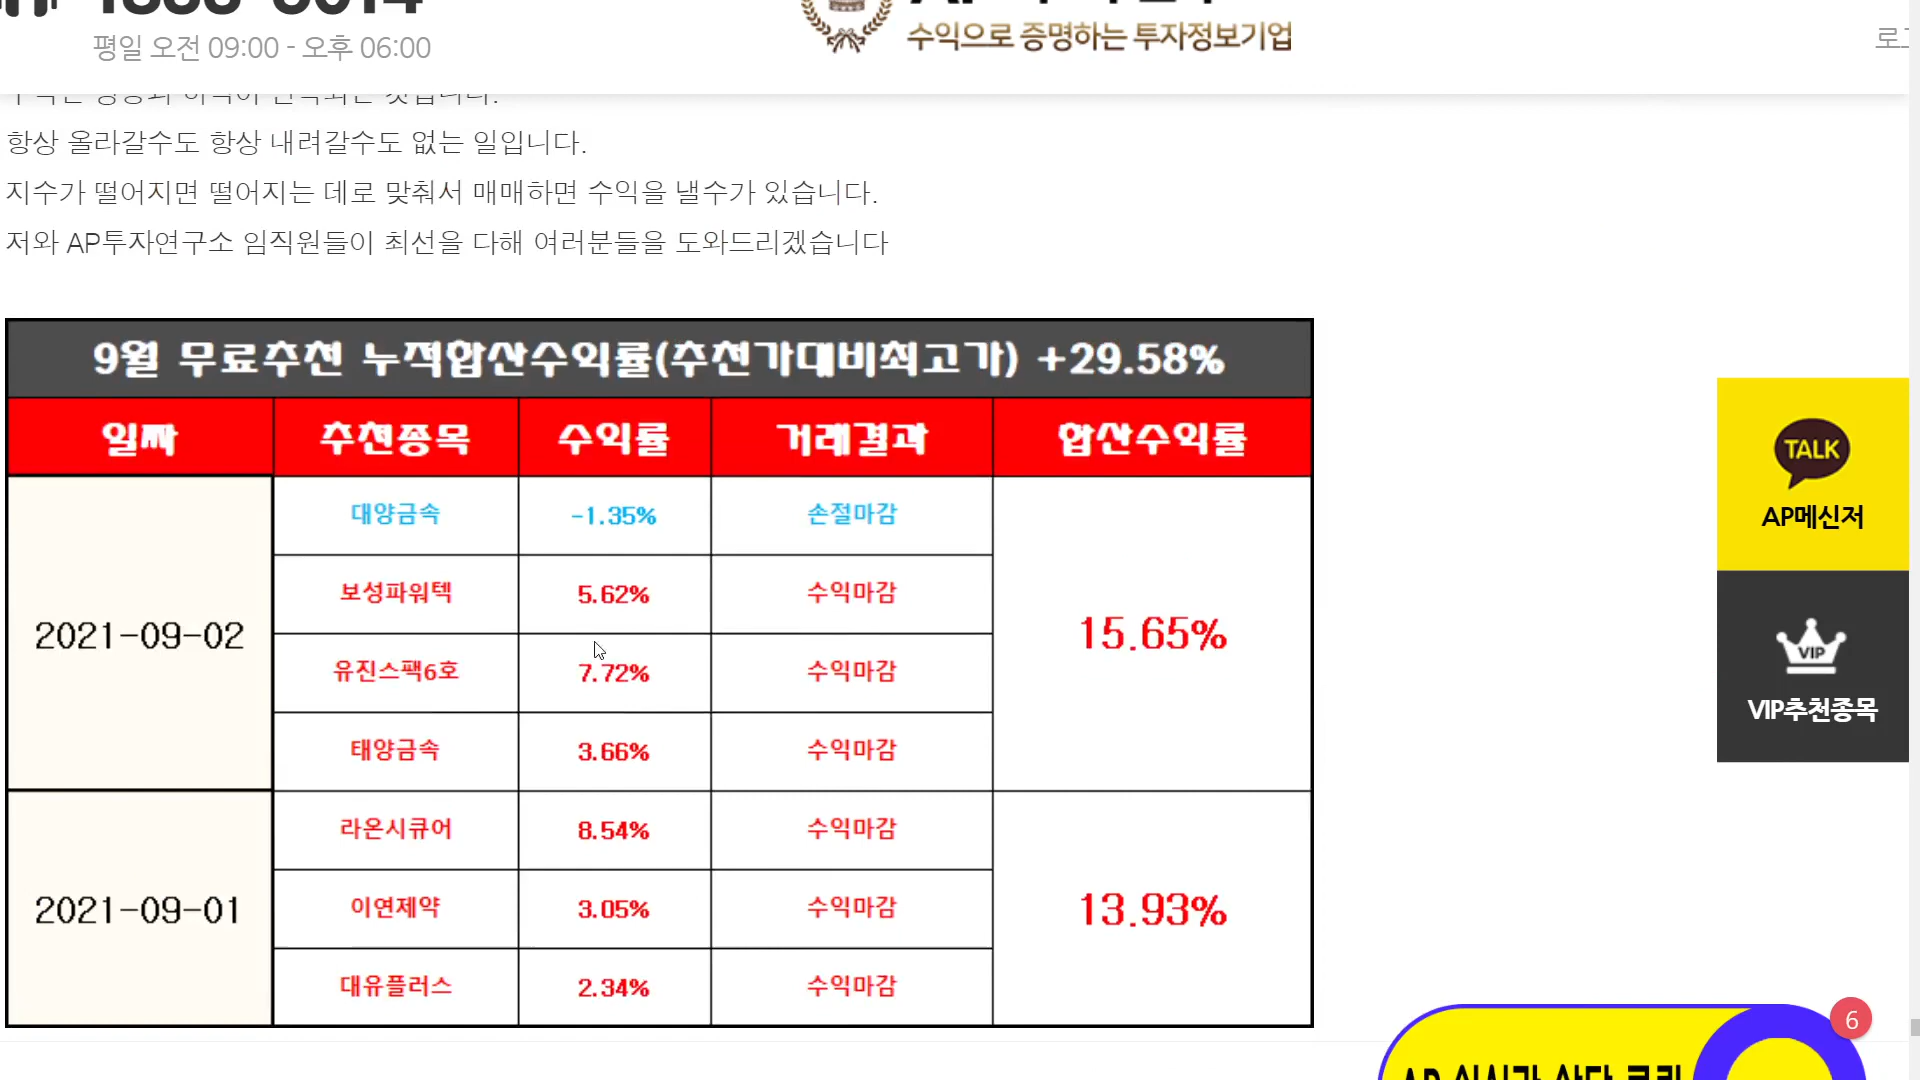 평일 오전 09:00 - 오후 06:00
수익으로 증명하는 투자정보기업
항상 올라갈수도 항상 내려갈수도 없는 일입니다.
지수가 떨어지면 떨어지는 데로 맞춰서 매매하면 수익을 낼수가 있습니다.
저와 AP투자연구소 임직원들이 최선을 다해 여러분들을 도와드리겠습니다
9월 무료추천 누적합산수익률(추천가대비최고가) +29.58%
일짜 추천종목 수익률 거래결과 합산수익률
2021-09-02
대양금속 -1.35% 손절마감
보성파워텍 5.62% 수익마감
유진스팩6호 7.72% 수익마감
태양금속 3.66% 수익마감
15.65%
2021-09-01
라온시큐어 8.54% 수익마감
이연제약 3.05% 수익마감
대유플러스 2.34% 수익마감
13.93%
TALK
AP메신저
VIP
VIP추천종목
6